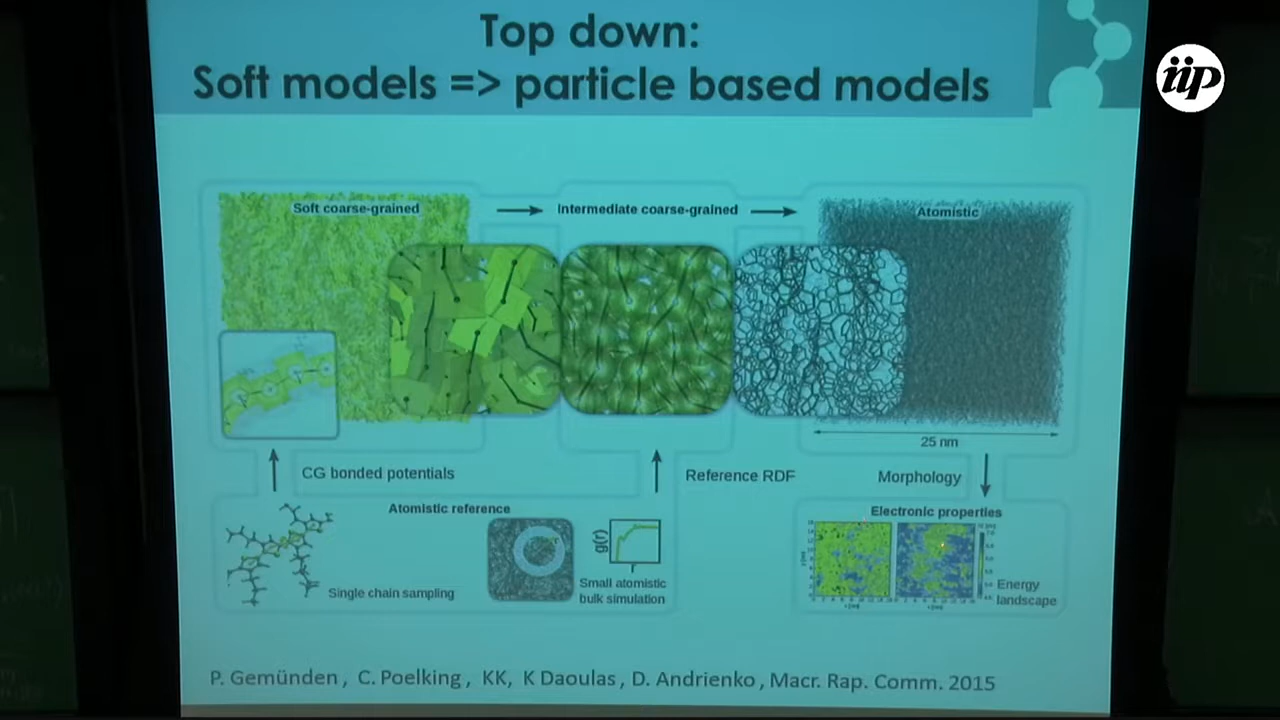 Top down:
Soft models => particle based models
iip
Soft coarse-grained
Intermediate coarse-grained
Atomistic
25 nm
CG bonded potentials
Reference RDF
Morphology
Atomistic reference
Electronic properties
g(r)
r
Single chain sampling
Small atomistic
bulk simulation
Energy
landscape
P. Gemünden, C. Poelking, KK, K Daoulas, D. Andrienko, Macr. Rap. Comm. 2015